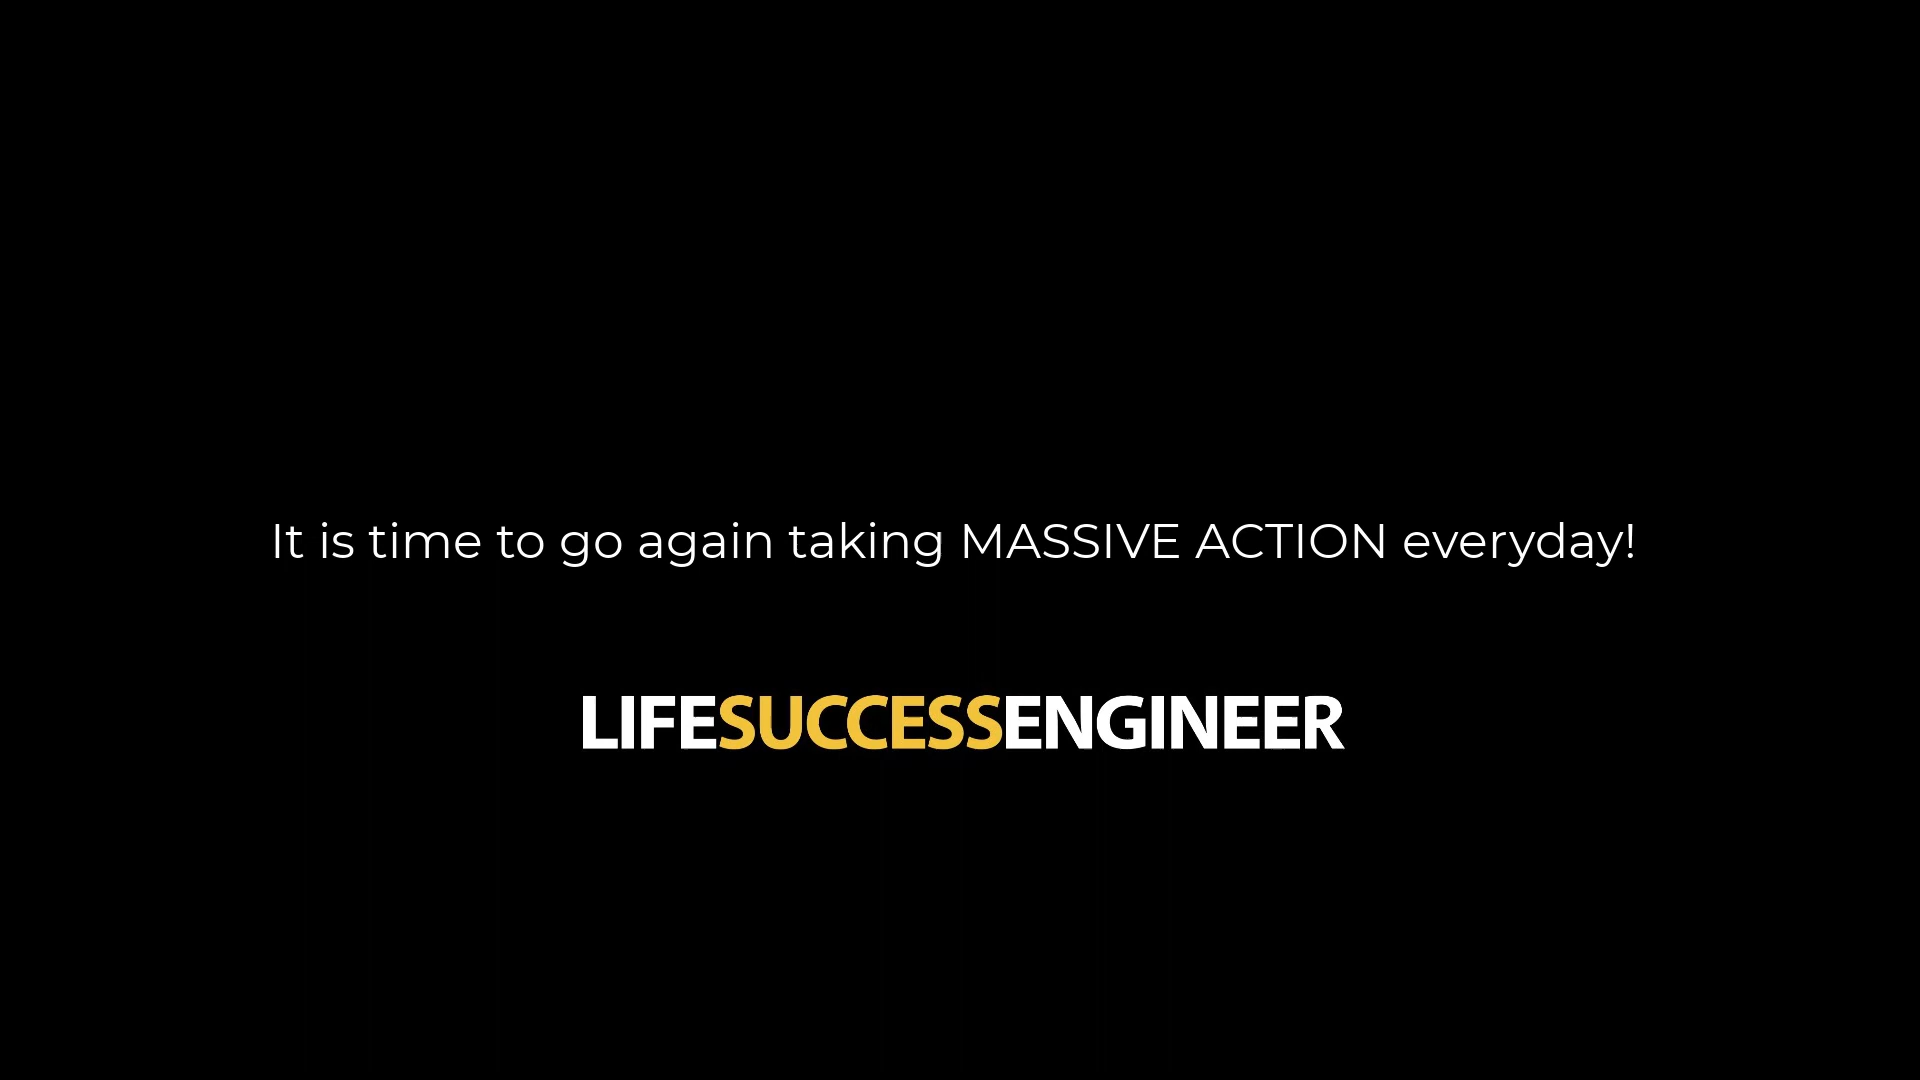 It is time to go again taking MASSIVE ACTION everyday!
LIFESUCCESSENGINEER